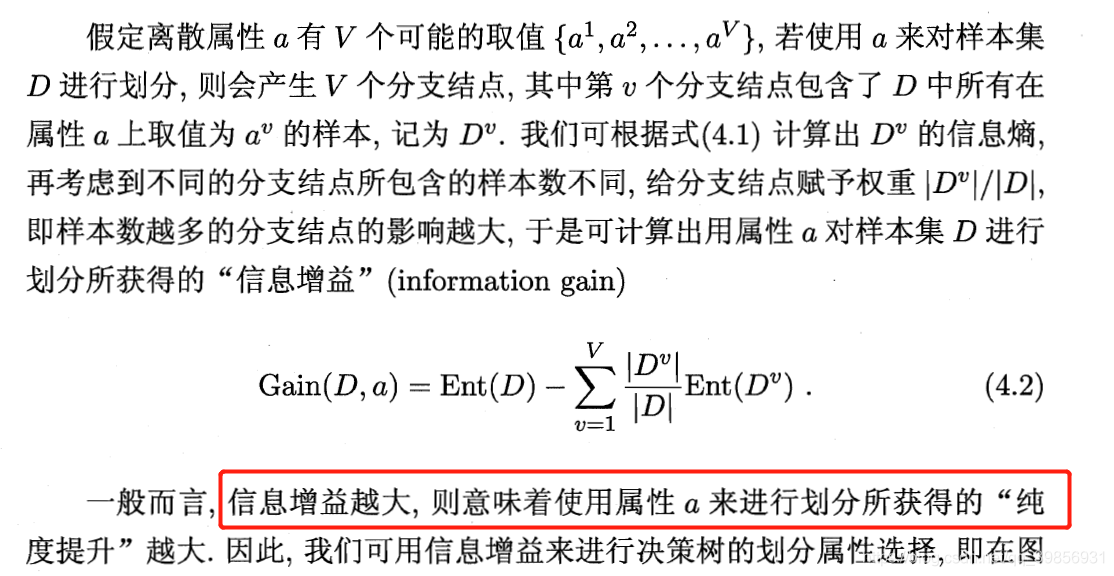 假定离散属性 a 有 V 个可能的取值 {a¹, a², . . . , aⱽ}, 若使用 a 来对样本集
D 进行划分, 则会产生 V 个分支结点, 其中第 v 个分支结点包含了 D 中所有在
属性 a 上取值为 aᵛ 的样本, 记为 Dᵛ. 我们可根据式(4.1) 计算出 Dᵛ 的信息熵,
再考虑到不同的分支结点所包含的样本数不同, 给分支结点赋予权重 |Dᵛ|/|D|,
即样本数越多的分支结点的影响越大, 于是可计算出用属性 a 对样本集 D 进行
划分所获得的“信息增益” (information gain)
Gain(D, a) = Ent(D) − ∑_{v=1}^{V} |Dᵛ|/|D| Ent(Dᵛ) . (4.2)
一般而言, 信息增益越大, 则意味着使用属性 a 来进行划分所获得的“纯
度提升”越大. 因此, 我们可用信息增益来进行决策树的划分属性选择, 即在图